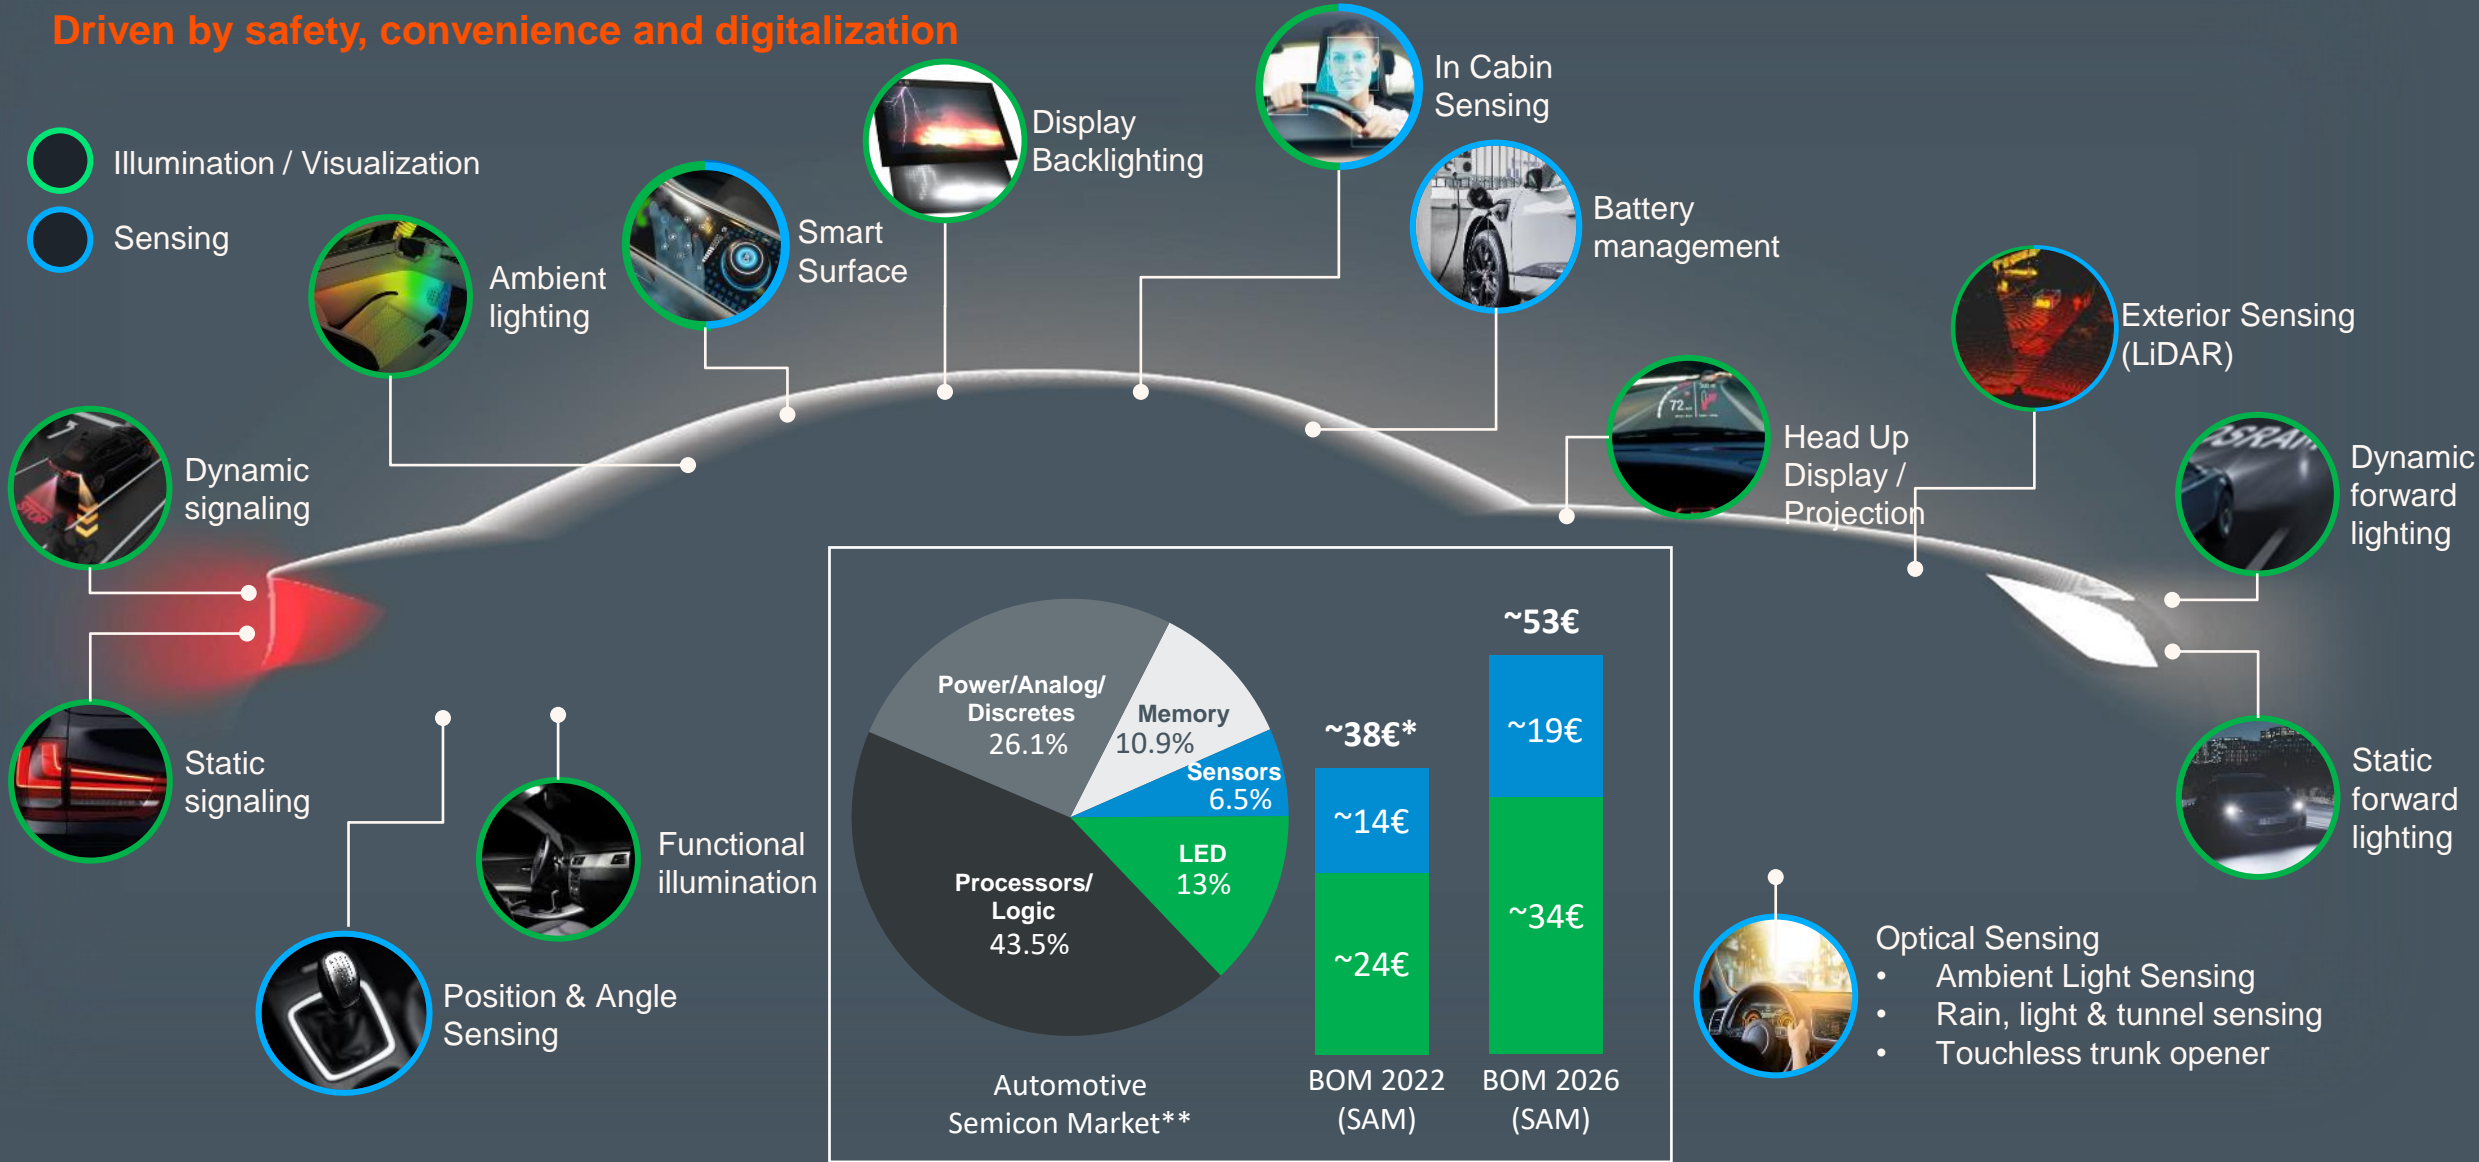 Driven by safety, convenience and digitalization
Illumination / Visualization
Sensing
Ambient
lighting
Smart
Surface
Display
Backlighting
In Cabin
Sensing
Battery
management
Exterior Sensing
(LiDAR)
Head Up
Display /
Projection
72
OSRAM
Dynamic
forward
lighting
Dynamic
signaling
STOP
Static
signaling
Static
forward
lighting
Functional
illumination
Position & Angle
Sensing
Power/Analog/
Discretes
26.1%
Memory
10.9%
Sensors
6.5%
LED
13%
Processors/
Logic
43.5%
Automotive
Semicon Market**
~38€*
~14€
~24€
BOM 2022
(SAM)
~53€
~19€
~34€
BOM 2026
(SAM)
Optical Sensing
• Ambient Light Sensing
• Rain, light & tunnel sensing
• Touchless trunk opener